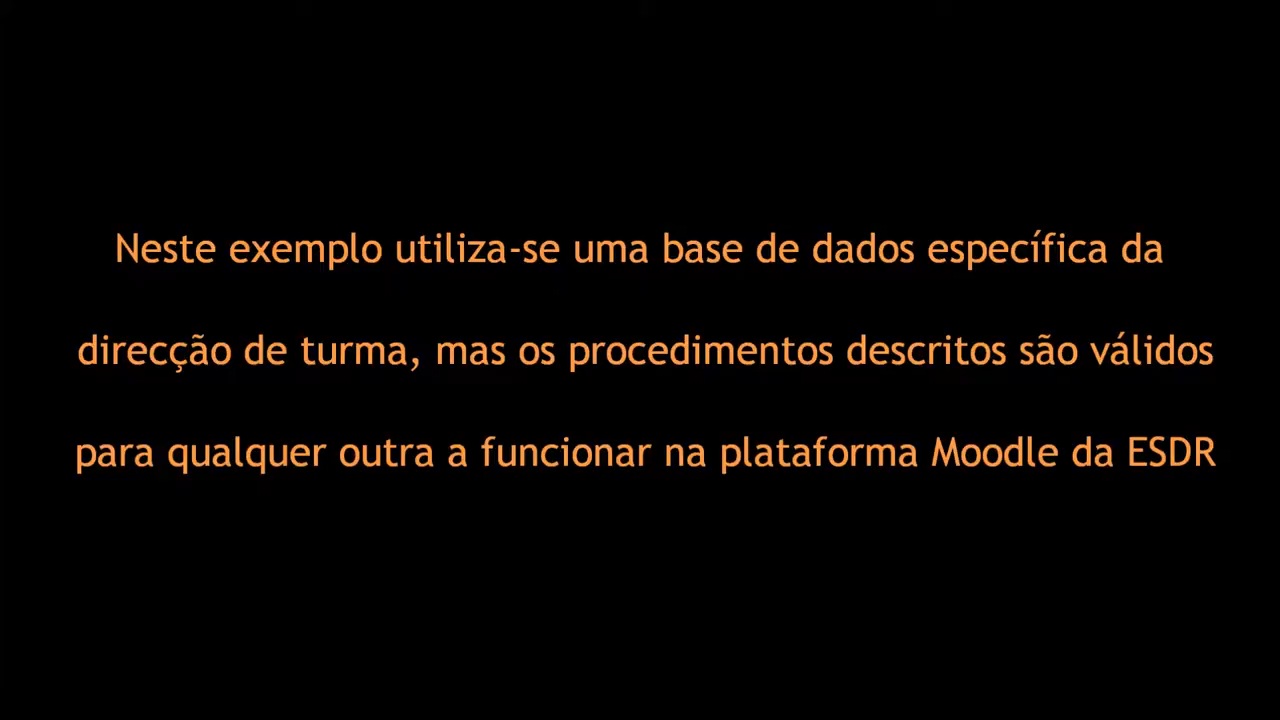 Neste exemplo utiliza-se uma base de dados específica da
direcção de turma, mas os procedimentos descritos são válidos
para qualquer outra a funcionar na plataforma Moodle da ESDR